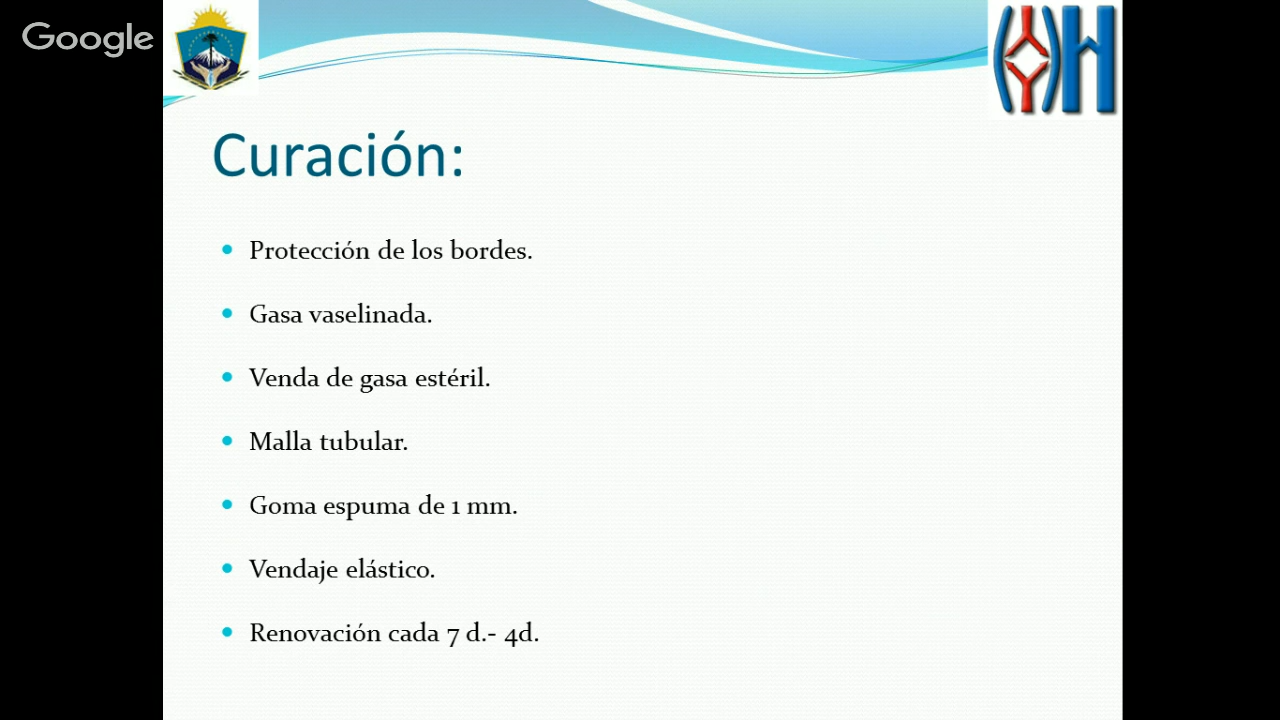 Google
Curación:
Protección de los bordes.
Gasa vaselinada.
Venda de gasa estéril.
Malla tubular.
Goma espuma de 1 mm.
Vendaje elástico.
Renovación cada 7 d.- 4d.